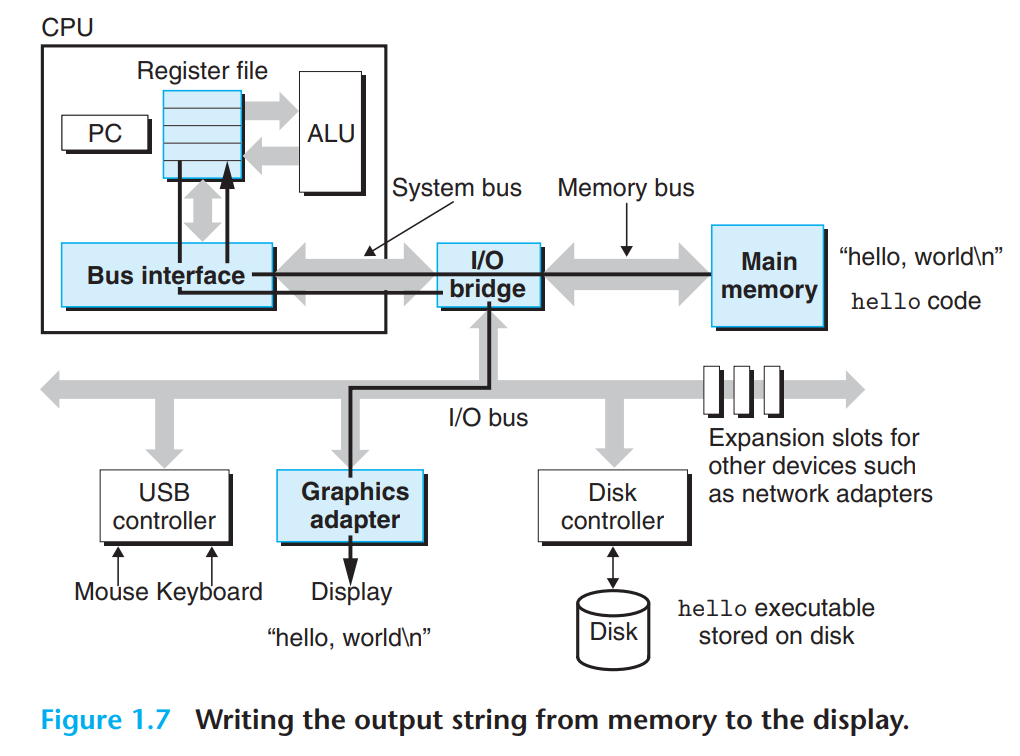 CPU
Register file
PC
ALU
System bus
Memory bus
Bus interface
I/O
bridge
Main
memory
“hello, world\n”
hello code
I/O bus
Expansion slots for
other devices such
as network adapters
USB
controller
Graphics
adapter
Disk
controller
Mouse Keyboard
Display
“hello, world\n”
Disk
hello executable
stored on disk
Figure 1.7 Writing the output string from memory to the display.